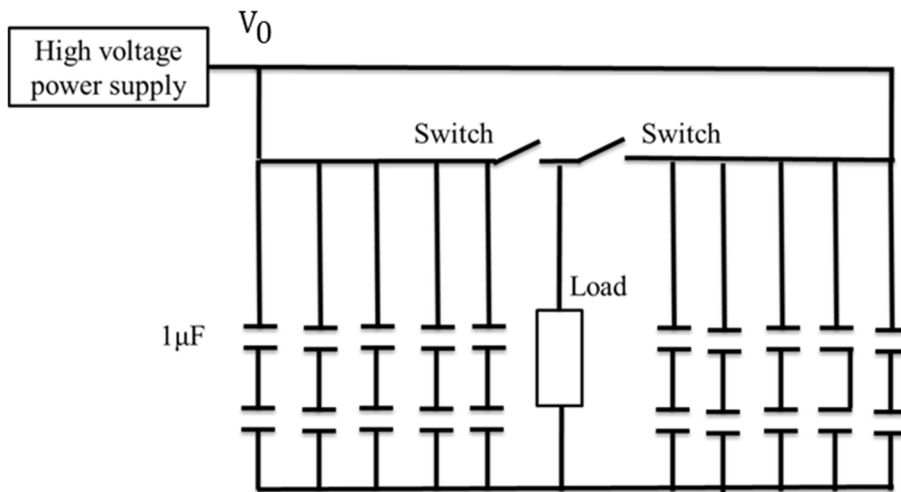 V0
High voltage
power supply
Switch
Switch
Load
1μF